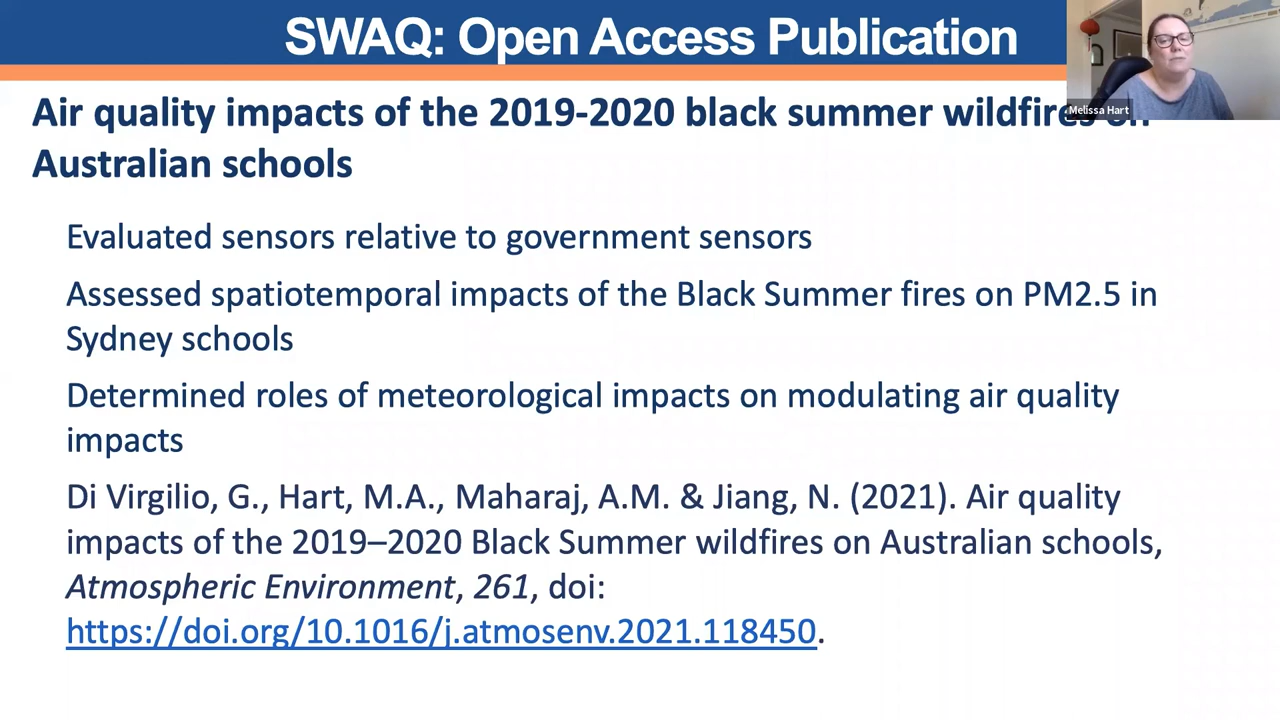 SWAQ: Open Access Publication
Melissa Hart
Air quality impacts of the 2019-2020 black summer wildfires on
Australian schools
Evaluated sensors relative to government sensors
Assessed spatiotemporal impacts of the Black Summer fires on PM2.5 in
Sydney schools
Determined roles of meteorological impacts on modulating air quality
impacts
Di Virgilio, G., Hart, M.A., Maharaj, A.M. & Jiang, N. (2021). Air quality
impacts of the 2019–2020 Black Summer wildfires on Australian schools,
Atmospheric Environment, 261, doi:
https://doi.org/10.1016/j.atmosenv.2021.118450.